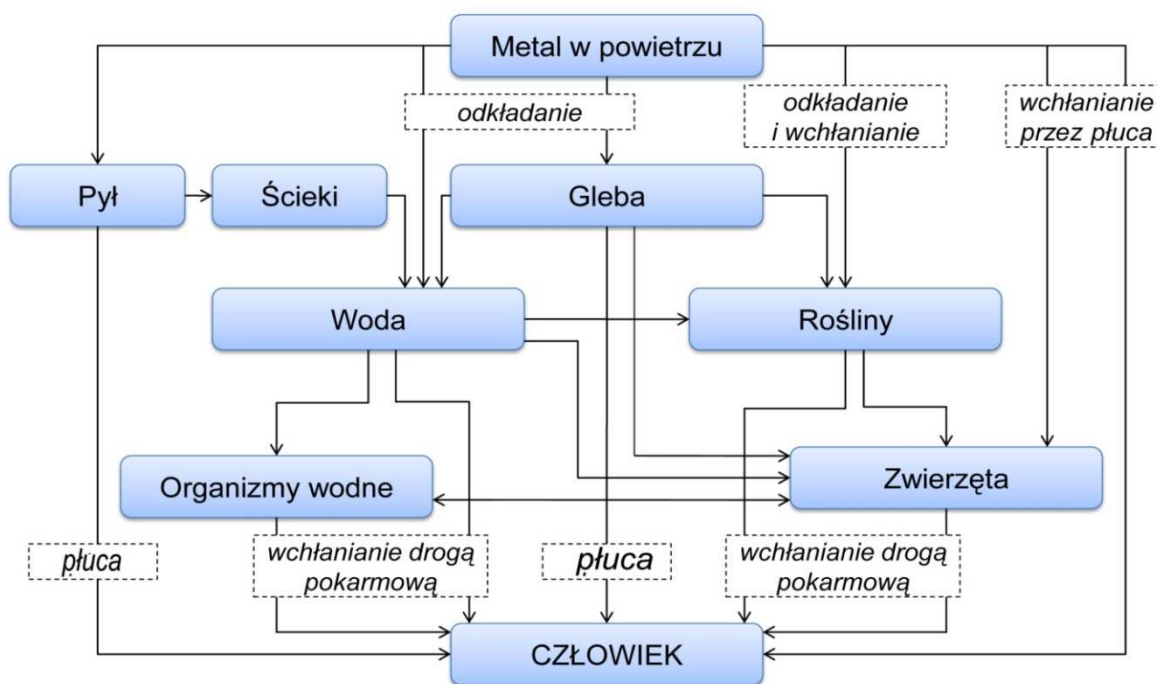 Metal w powietrzu
odkładanie
odkładanie
i wchłanianie
wchłanianie
przez płuca
Pył
Ścieki
Gleba
Woda
Rośliny
Organizmy wodne
Zwierzęta
płuca
wchłanianie drogą
pokarmową
płuca
wchłanianie drogą
pokarmową
CZŁOWIEK